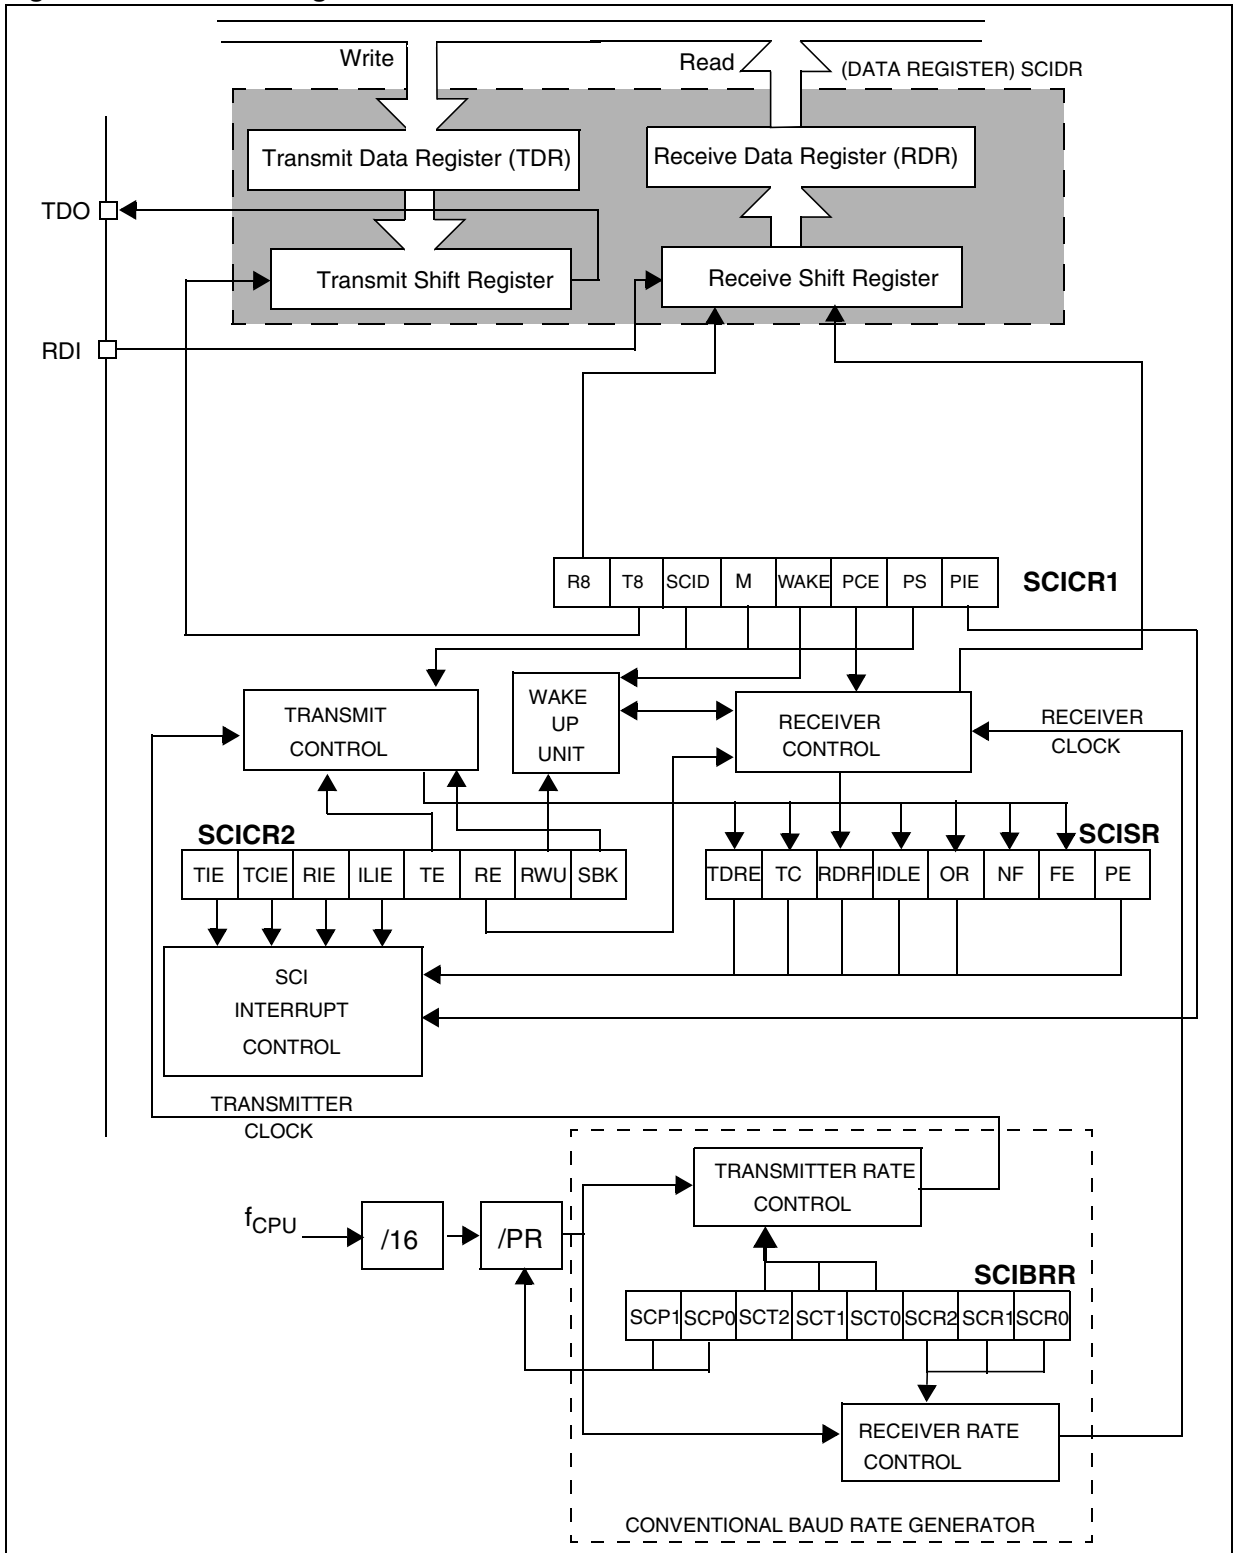 Write
Read
(DATA REGISTER) SCIDR
Transmit Data Register (TDR)
Receive Data Register (RDR)
TDO
Transmit Shift Register
Receive Shift Register
RDI
R8 T8 SCID M WAKE PCE PS PIE
SCICR1
TRANSMIT
CONTROL
WAKE
UP
UNIT
RECEIVER
CONTROL
RECEIVER
CLOCK
SCICR2
SCISR
TIE TCIE RIE ILIE TE RE RWU SBK
TDRE TC RDRF IDLE OR NF FE PE
SCI
INTERRUPT
CONTROL
TRANSMITTER
CLOCK
TRANSMITTER RATE
CONTROL
fCPU
/16
/PR
SCIBRR
SCP1 SCP0 SCT2 SCT1 SCT0 SCR2 SCR1 SCR0
RECEIVER RATE
CONTROL
CONVENTIONAL BAUD RATE GENERATOR